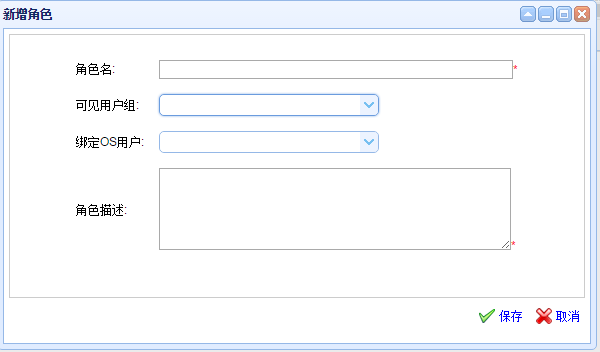 新增角色
角色名: *
可见用户组:
绑定OS用户:
角色描述: *
保存 取消